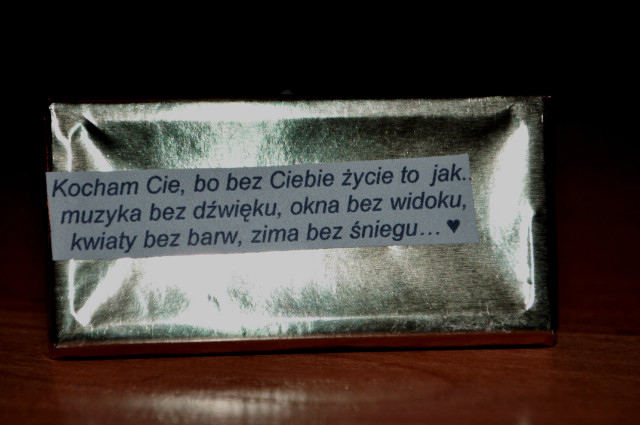 Kocham Cie, bo bez Ciebie życie to jak..
muzyka bez dźwięku, okna bez widoku,
kwiaty bez barw, zima bez śniegu... ♥